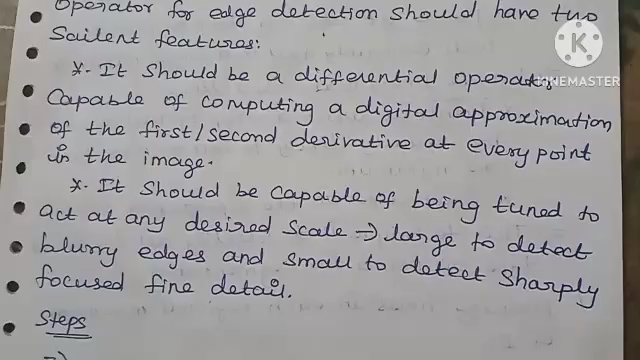 Operator for edge detection should have two
Sailent features:
*. It should be a differential operator
Capable of computing a digital approximation
of the first/second derivative at every point
in the image.
*. It should be capable of being tuned to
act at any desired scale → large to detect
blurry edges and small to detect sharply
focused fine detail.
Steps
KINEMASTER